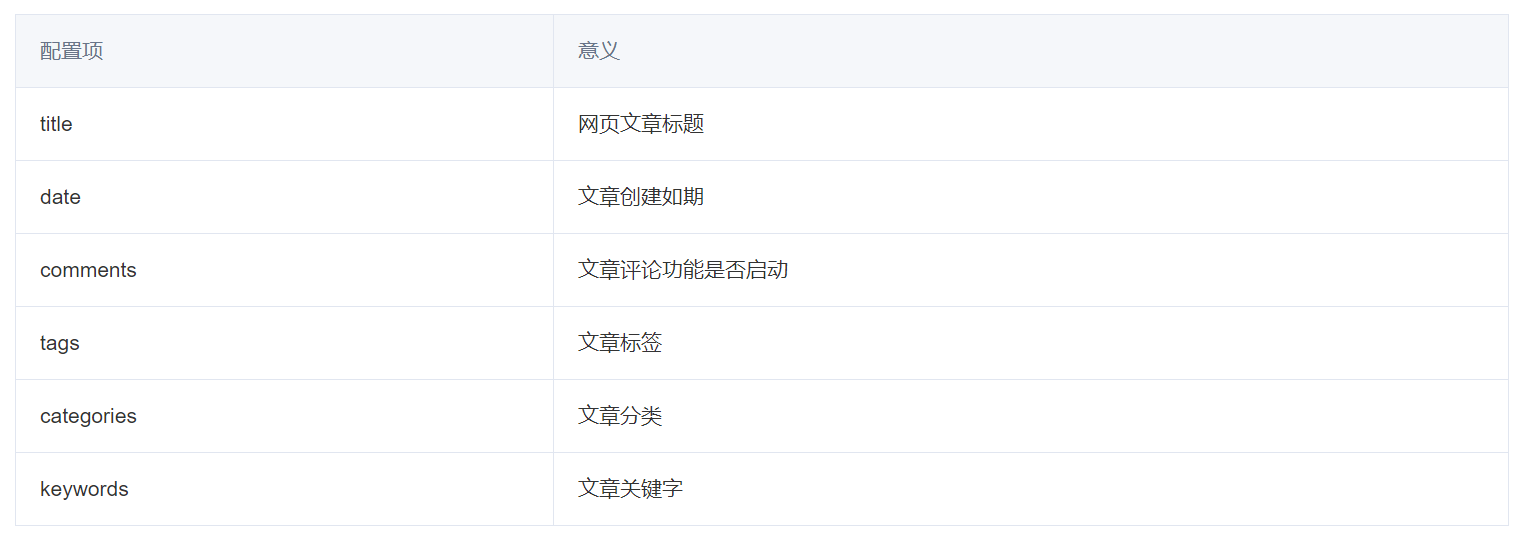 配置项 意义
title 网页文章标题
date 文章创建如期
comments 文章评论功能是否启动
tags 文章标签
categories 文章分类
keywords 文章关键字